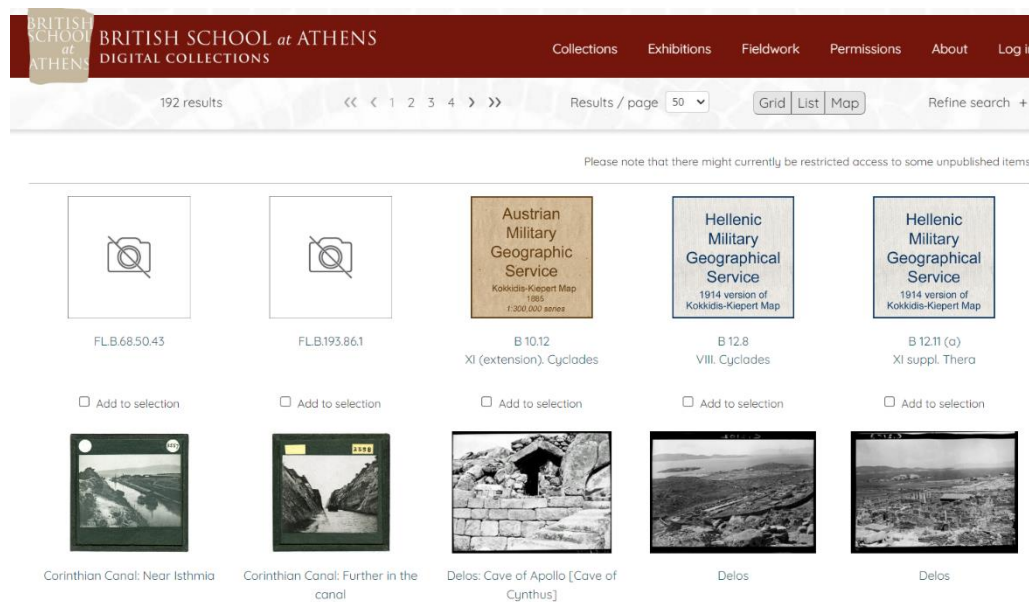 BRITISH
SCHOOL
at
ATHENS
BRITISH SCHOOL at ATHENS
DIGITAL COLLECTIONS
Collections Exhibitions Fieldwork Permissions About Log in
192 results
1 2 3 4
Results / page 50
Grid List Map
Refine search +
Please note that there might currently be restricted access to some unpublished items
Austrian
Military
Geographic
Service
Kokkidis-Kiepert Map
1885
1:300,000 series
Hellenic
Military
Geographical
Service
1914 version of
Kokkidis-Kiepert Map
Hellenic
Military
Geographical
Service
1914 version of
Kokkidis-Kiepert Map
FL.B.68.50.43
FL.B.193.86.1
B 10.12
XI (extension). Cyclades
B 12.8
VIII. Cyclades
B 12.11 (a)
XI suppl. Thera
Add to selection
Add to selection
Add to selection
Add to selection
Add to selection
Corinthian Canal: Near Isthmia
Corinthian Canal: Further in the
canal
Delos: Cave of Apollo [Cave of
Cynthus]
Delos
Delos